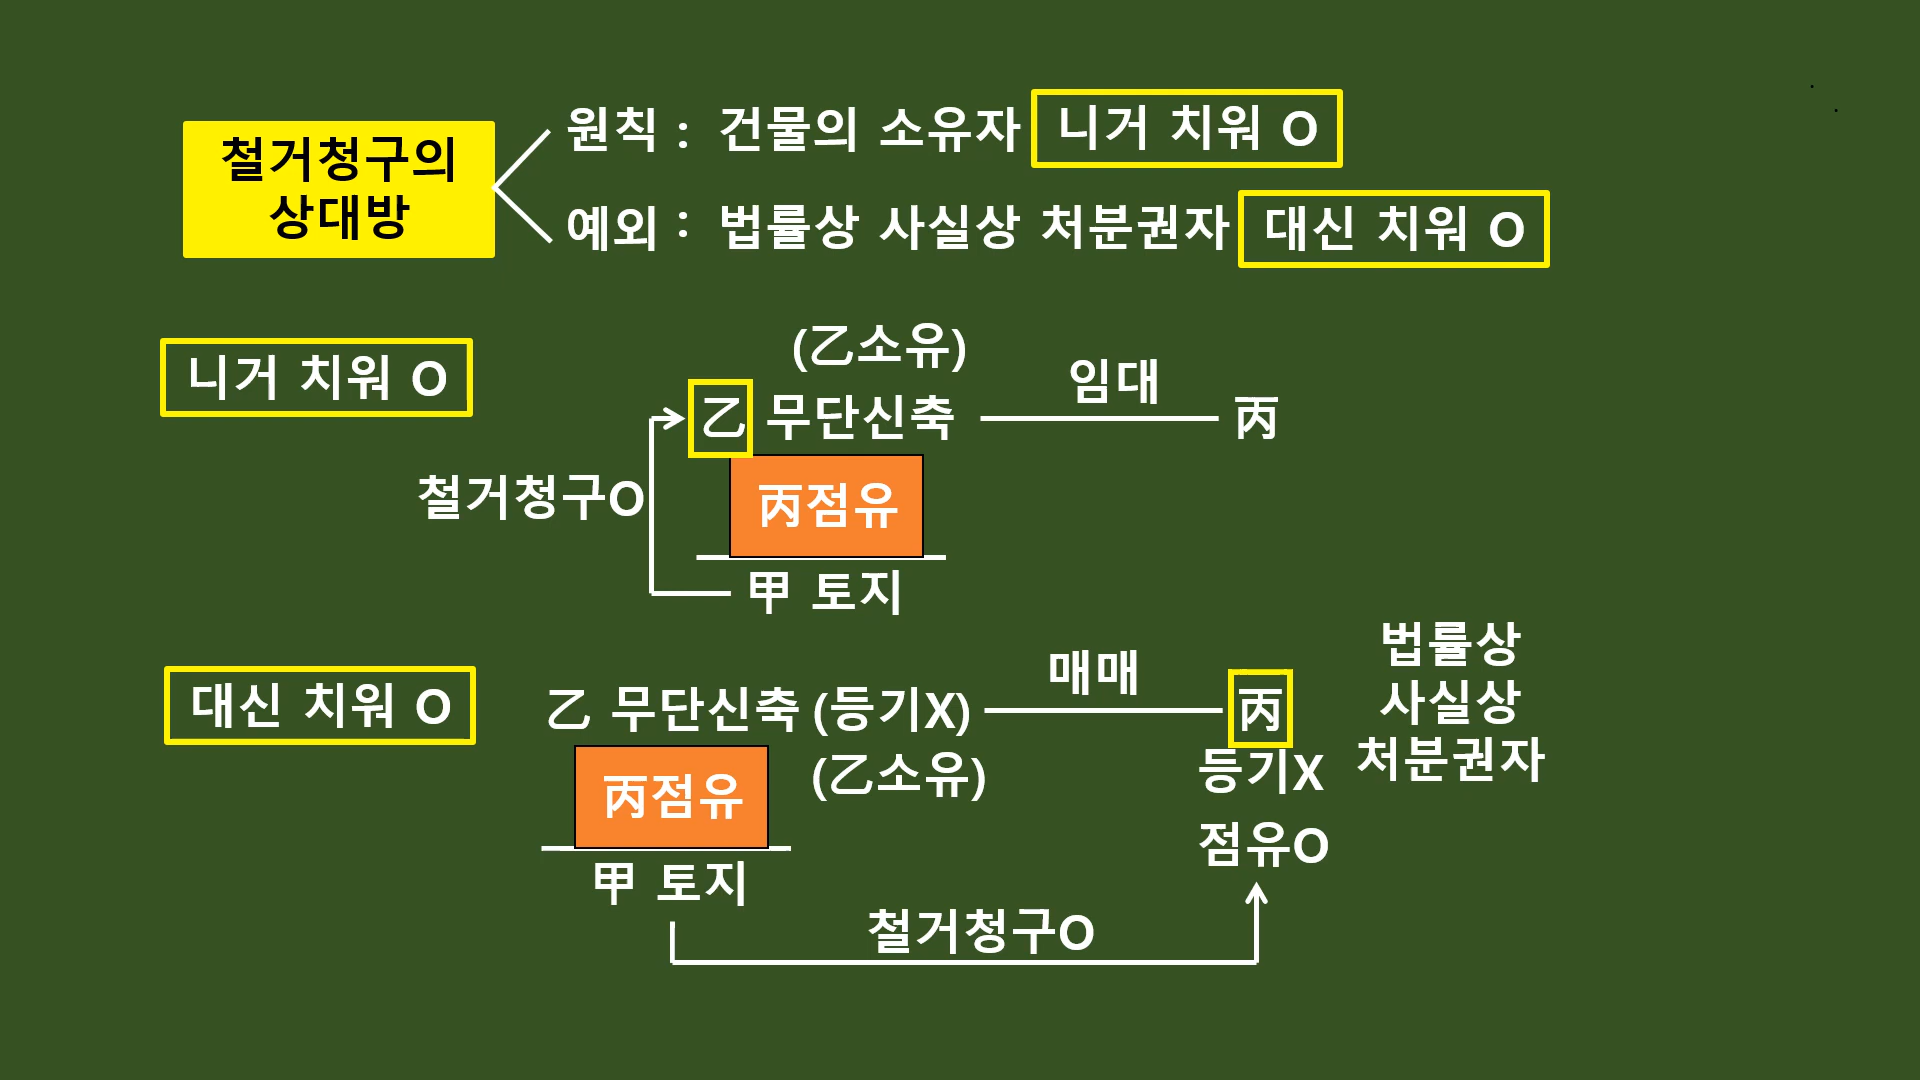 철거청구의
상대방
원칙 : 건물의 소유자 니거 치워 O
예외 : 법률상 사실상 처분권자 대신 치워 O
니거 치워 O
(乙소유)
乙 무단신축
임대
丙
철거청구O
丙점유
甲 토지
대신 치워 O
乙 무단신축 (등기X)
매매
丙
법률상
사실상
처분권자
丙점유
(乙소유)
등기X
점유O
甲 토지
철거청구O